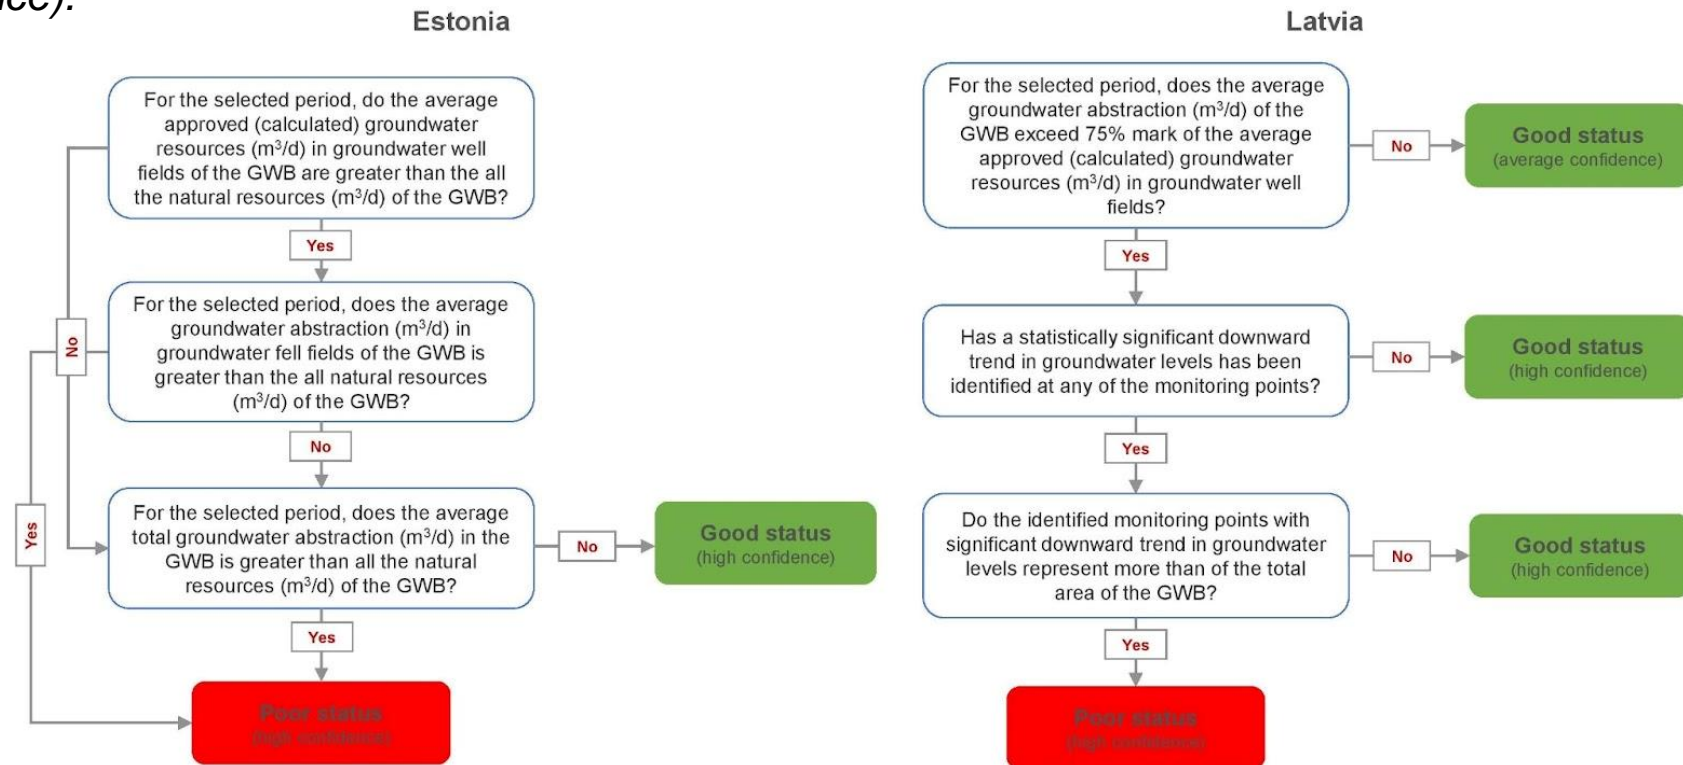 nce).
Estonia
For the selected period, do the average
approved (calculated) groundwater
resources (m³/d) in groundwater well
fields of the GWB are greater than the all
the natural resources (m³/d) of the GWB?
Yes
For the selected period, does the average
groundwater abstraction (m³/d) in
groundwater fell fields of the GWB is
greater than the all natural resources
(m³/d) of the GWB?
No
No
Yes
For the selected period, does the average
total groundwater abstraction (m³/d) in the
GWB is greater than all the natural
resources (m³/d) of the GWB?
No
Good status
(high confidence)
Yes
Poor status
(high confidence)
Latvia
For the selected period, does the average
groundwater abstraction (m³/d) of the
GWB exceed 75% mark of the average
approved (calculated) groundwater
resources (m³/d) in groundwater well
fields?
No
Good status
(average confidence)
Yes
Has a statistically significant downward
trend in groundwater levels has been
identified at any of the monitoring points?
No
Good status
(high confidence)
Yes
Do the identified monitoring points with
significant downward trend in groundwater
levels represent more than of the total
area of the GWB?
No
Good status
(high confidence)
Yes
Poor status
(high confidence)